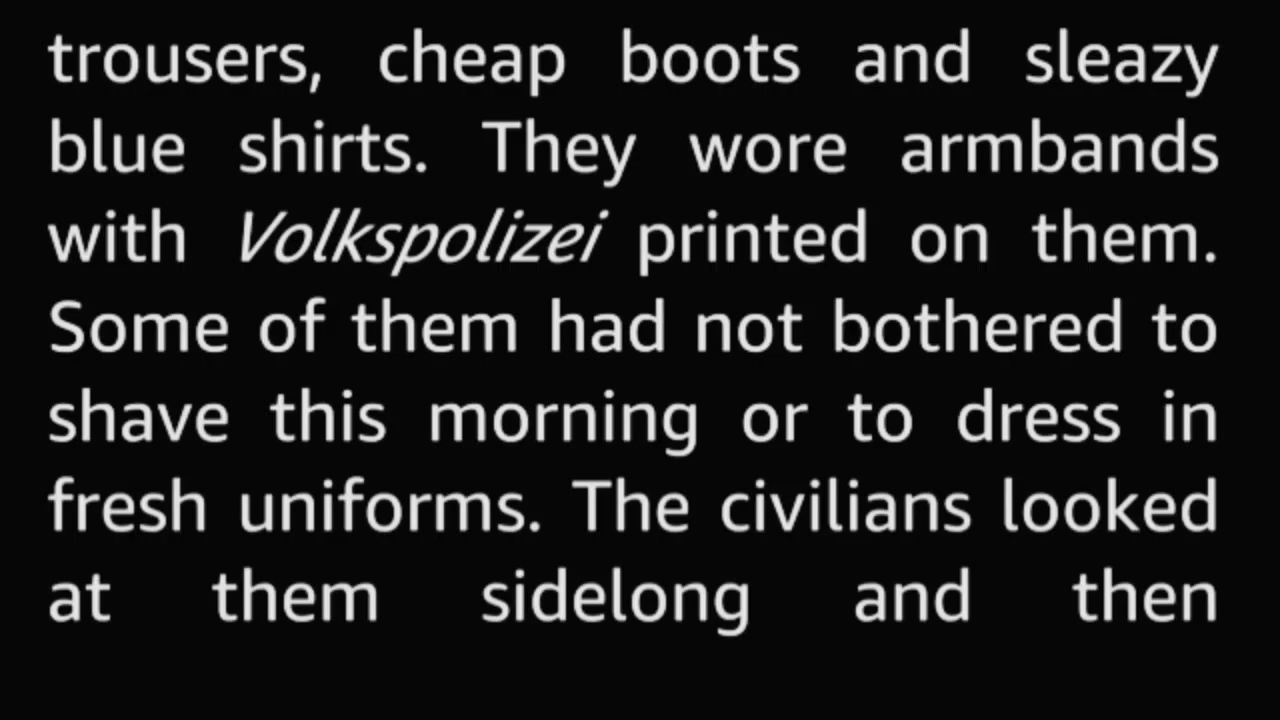 trousers, cheap boots and sleazy
blue shirts. They wore armbands
with Volkspolizei printed on them.
Some of them had not bothered to
shave this morning or to dress in
fresh uniforms. The civilians looked
at them sidelong and then